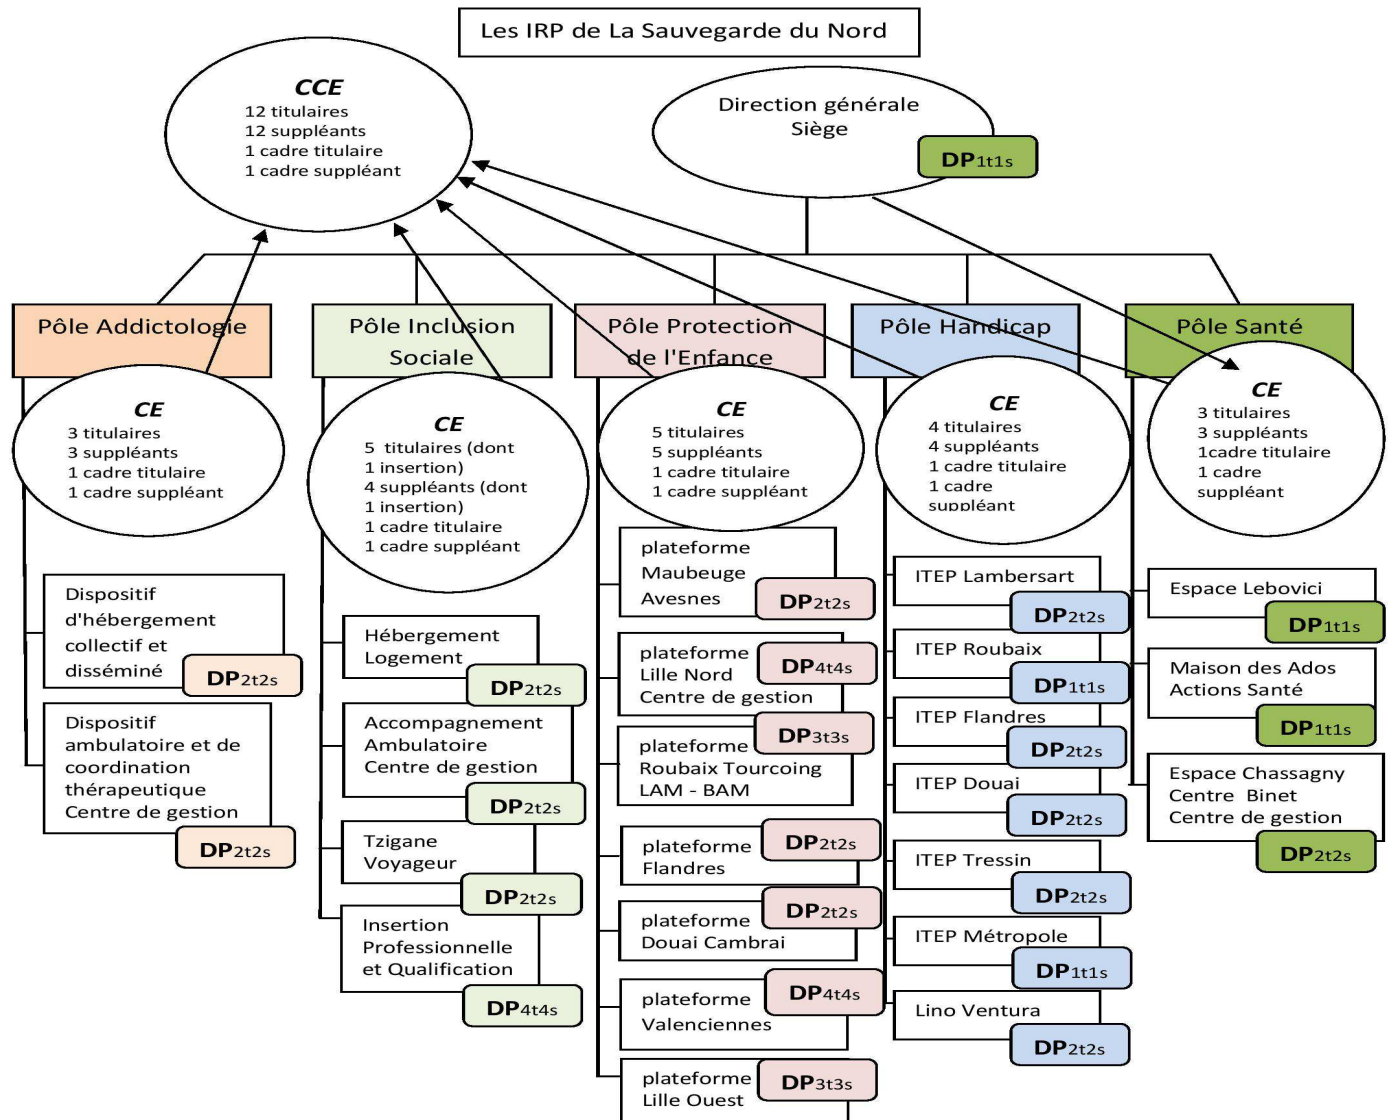 Les IRP de La Sauvegarde du Nord
CCE
12 titulaires
12 suppléants
1 cadre titulaire
1 cadre suppléant
Direction générale
Siège
DP1t1s
Pôle Addictologie
CE
3 titulaires
3 suppléants
1 cadre titulaire
1 cadre suppléant
Dispositif
d'hébergement
collectif et
disséminé
DP2t2s
Dispositif
ambulatoire et de
coordination
thérapeutique
Centre de gestion
DP2t2s
Pôle Inclusion
Sociale
CE
5 titulaires (dont
1 insertion)
4 suppléants (dont
1 insertion)
1 cadre titulaire
1 cadre suppléant
Hébergement
Logement
DP2t2s
Accompagnement
Ambulatoire
Centre de gestion
DP2t2s
Tzigane
Voyageur
DP2t2s
Insertion
Professionnelle
et Qualification
DP4t4s
Pôle Protection
de l'Enfance
CE
5 titulaires
5 suppléants
1 cadre titulaire
1 cadre suppléant
plateforme
Maubeuge
Avesnes
DP2t2s
plateforme
Lille Nord
Centre de gestion
DP4t4s
plateforme
Roubaix Tourcoing
LAM - BAM
DP3t3s
plateforme
Flandres
DP2t2s
plateforme
Douai Cambrai
DP2t2s
plateforme
Valenciennes
DP4t4s
plateforme
Lille Ouest
DP3t3s
Pôle Handicap
CE
4 titulaires
4 suppléants
1 cadre titulaire
1 cadre
suppléant
ITEP Lambersart
DP2t2s
ITEP Roubaix
DP1t1s
ITEP Flandres
DP2t2s
ITEP Douai
DP2t2s
ITEP Tressin
DP2t2s
ITEP Métropole
DP1t1s
Lino Ventura
DP2t2s
Pôle Santé
CE
3 titulaires
3 suppléants
1cadre titulaire
1 cadre
suppléant
Espace Lebovici
DP1t1s
Maison des Ados
Actions Santé
DP1t1s
Espace Chassagny
Centre Binet
Centre de gestion
DP2t2s